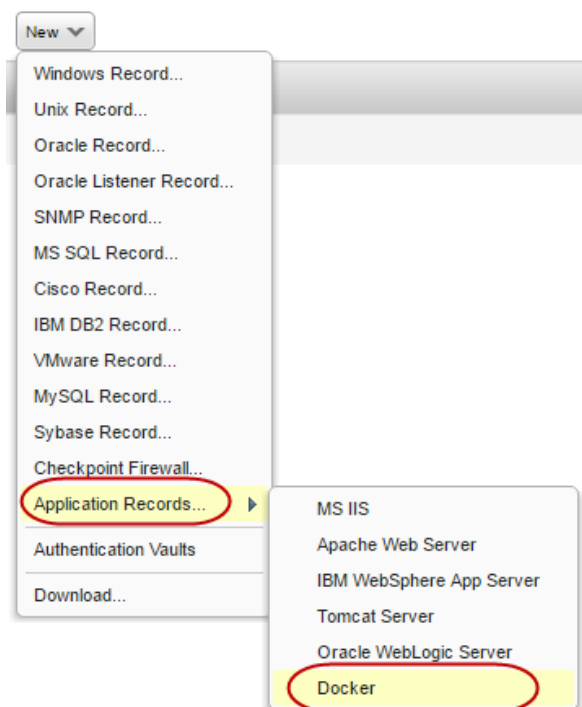 New
Windows Record...
Unix Record...
Oracle Record...
Oracle Listener Record...
SNMP Record...
MS SQL Record...
Cisco Record...
IBM DB2 Record...
VMware Record...
MySQL Record...
Sybase Record...
Checkpoint Firewall...
Application Records...
Authentication Vaults
Download...
MS IIS
Apache Web Server
IBM WebSphere App Server
Tomcat Server
Oracle WebLogic Server
Docker